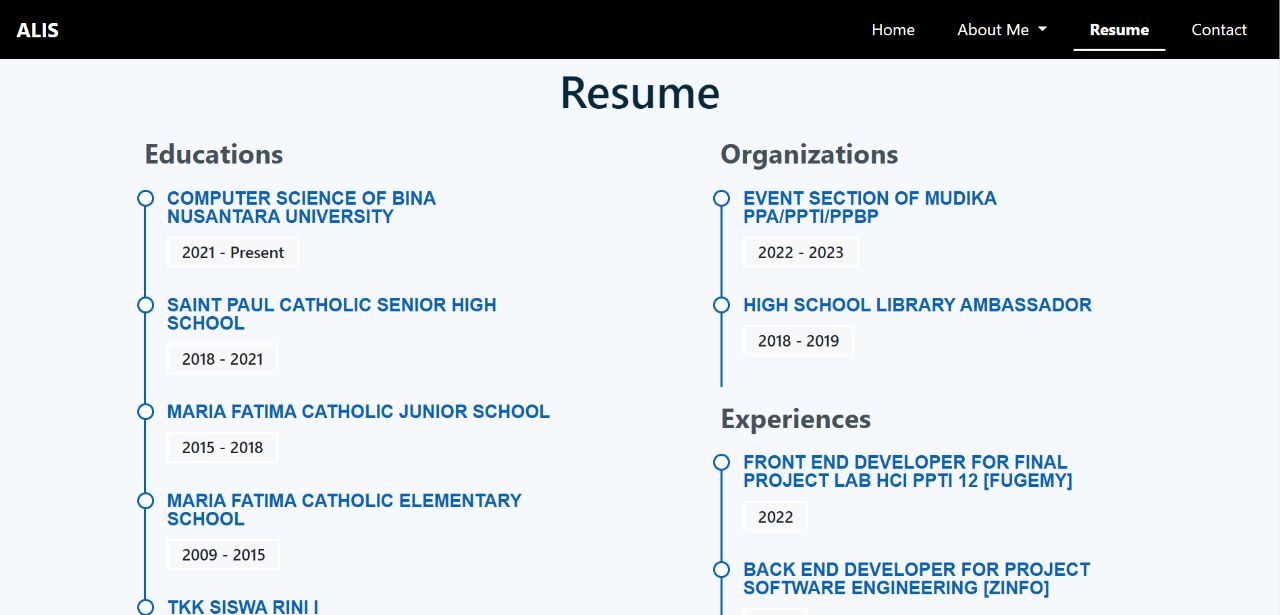 ALIS
Home
About Me
Resume
Contact
Resume
Educations
COMPUTER SCIENCE OF BINA
NUSANTARA UNIVERSITY
2021 - Present
SAINT PAUL CATHOLIC SENIOR HIGH
SCHOOL
2018 - 2021
MARIA FATIMA CATHOLIC JUNIOR SCHOOL
2015 - 2018
MARIA FATIMA CATHOLIC ELEMENTARY
SCHOOL
2009 - 2015
TKK SISWA RINI I
Organizations
EVENT SECTION OF MUDIKA
PPA/PPTI/PPBP
2022 - 2023
HIGH SCHOOL LIBRARY AMBASSADOR
2018 - 2019
Experiences
FRONT END DEVELOPER FOR FINAL
PROJECT LAB HCI PPTI 12 [FUGEMY]
2022
BACK END DEVELOPER FOR PROJECT
SOFTWARE ENGINEERING [ZINFO]